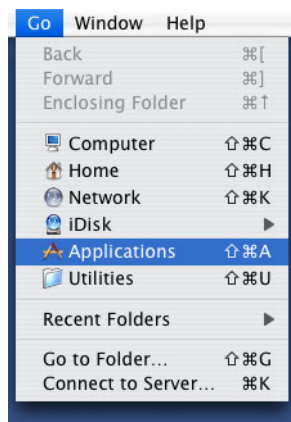 Go Window Help
Back ⌘[
Forward ⌘]
Enclosing Folder ⌘↑
Computer ⇧⌘C
Home ⇧⌘H
Network ⇧⌘K
iDisk ▶
Applications ⇧⌘A
Utilities ⇧⌘U
Recent Folders ▶
Go to Folder... ⇧⌘G
Connect to Server... ⌘K